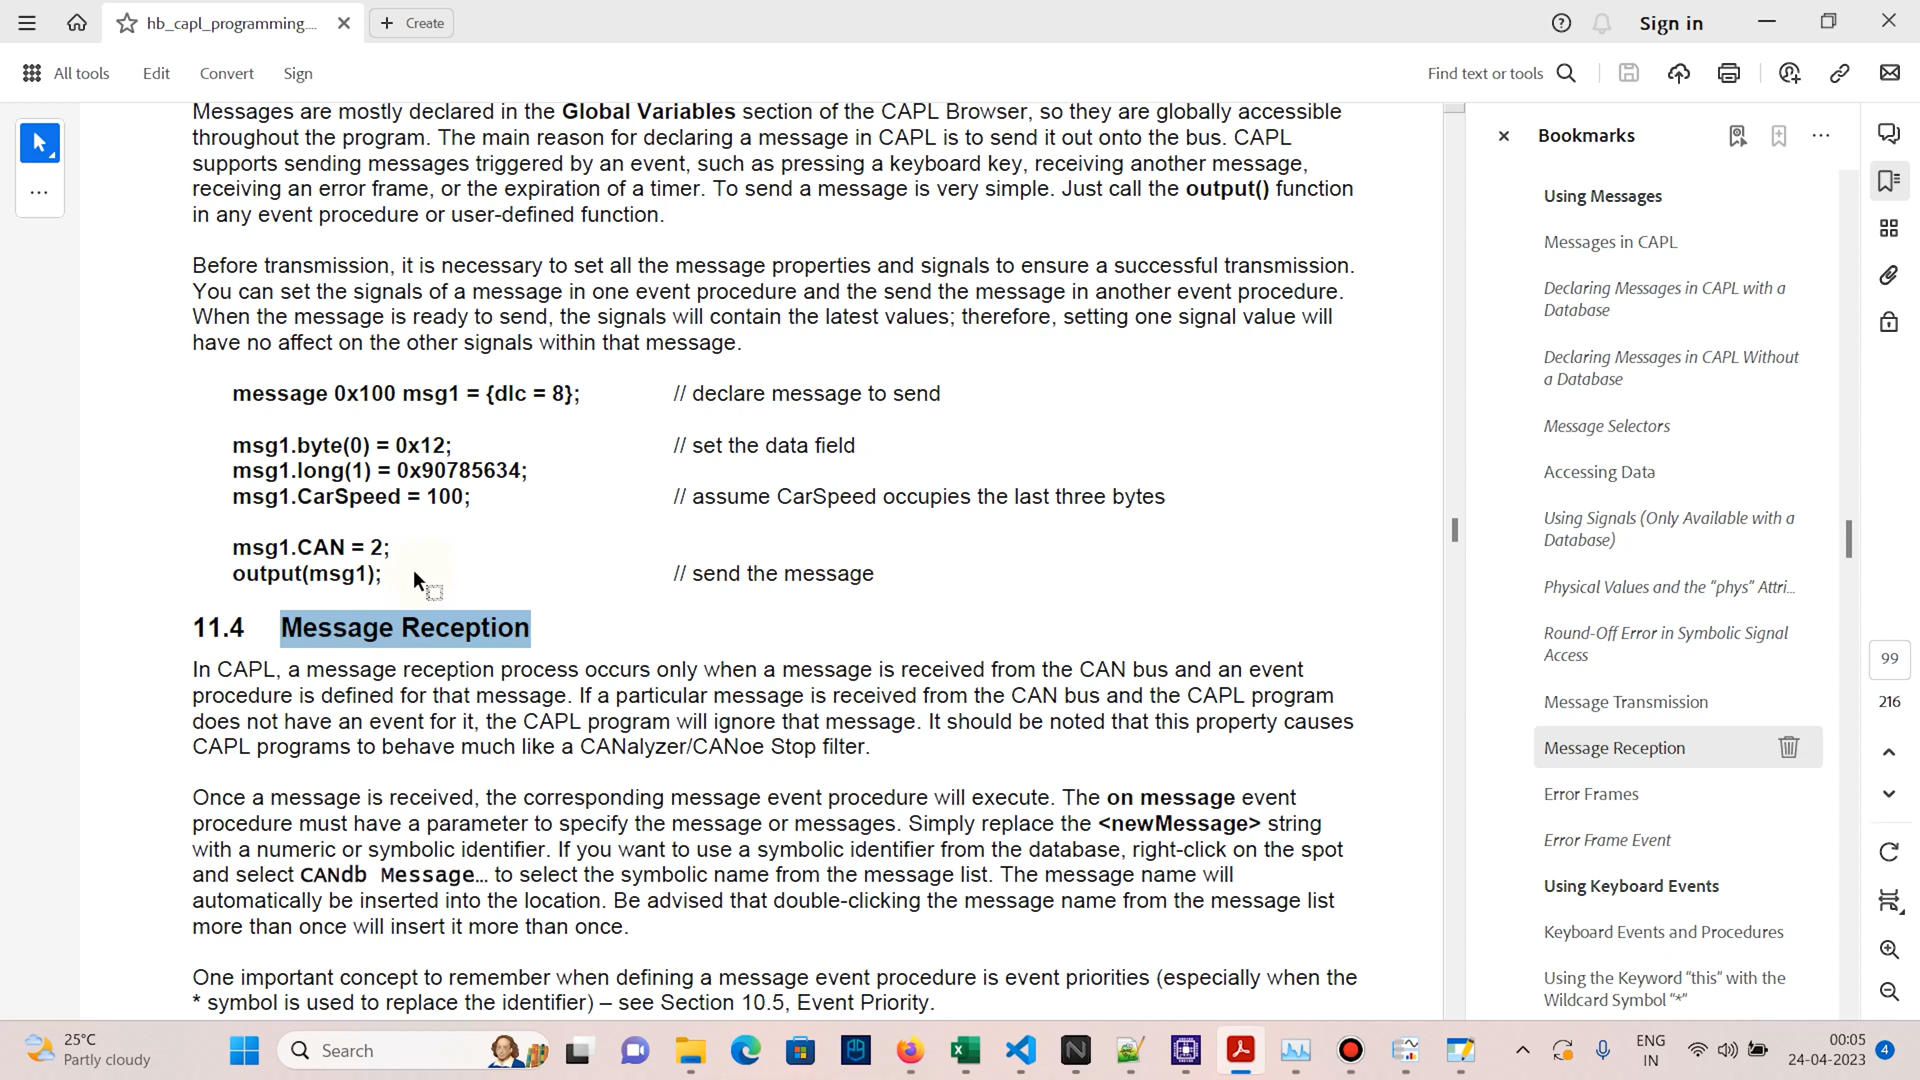 hb_capl_programming....
Create
Sign in
All tools
Edit
Convert
Sign
Find text or tools
Messages are mostly declared in the Global Variables section of the CAPL Browser, so they are globally accessible
throughout the program. The main reason for declaring a message in CAPL is to send it out onto the bus. CAPL
supports sending messages triggered by an event, such as pressing a keyboard key, receiving another message,
receiving an error frame, or the expiration of a timer. To send a message is very simple. Just call the output() function
in any event procedure or user-defined function.
Before transmission, it is necessary to set all the message properties and signals to ensure a successful transmission.
You can set the signals of a message in one event procedure and the send the message in another event procedure.
When the message is ready to send, the signals will contain the latest values; therefore, setting one signal value will
have no affect on the other signals within that message.
message 0x100 msg1 = {dlc = 8}; // declare message to send
msg1.byte(0) = 0x12; // set the data field
msg1.long(1) = 0x90785634;
msg1.CarSpeed = 100; // assume CarSpeed occupies the last three bytes
msg1.CAN = 2;
output(msg1); // send the message
11.4 Message Reception
In CAPL, a message reception process occurs only when a message is received from the CAN bus and an event
procedure is defined for that message. If a particular message is received from the CAN bus and the CAPL program
does not have an event for it, the CAPL program will ignore that message. It should be noted that this property causes
CAPL programs to behave much like a CANalyzer/CANoe Stop filter.
Once a message is received, the corresponding message event procedure will execute. The on message event
procedure must have a parameter to specify the message or messages. Simply replace the <newMessage> string
with a numeric or symbolic identifier. If you want to use a symbolic identifier from the database, right-click on the spot
and select CANdb Message… to select the symbolic name from the message list. The message name will
automatically be inserted into the location. Be advised that double-clicking the message name from the message list
more than once will insert it more than once.
One important concept to remember when defining a message event procedure is event priorities (especially when the
* symbol is used to replace the identifier) – see Section 10.5, Event Priority.
Bookmarks
Using Messages
Messages in CAPL
Declaring Messages in CAPL with a
Database
Declaring Messages in CAPL Without
a Database
Message Selectors
Accessing Data
Using Signals (Only Available with a
Database)
Physical Values and the "phys" Attri...
Round-Off Error in Symbolic Signal
Access
Message Transmission
Message Reception
Error Frames
Error Frame Event
Using Keyboard Events
Keyboard Events and Procedures
Using the Keyword "this" with the
Wildcard Symbol "*"
99
216
25°C
Partly cloudy
Search
ENG
IN
00:05
24-04-2023
4